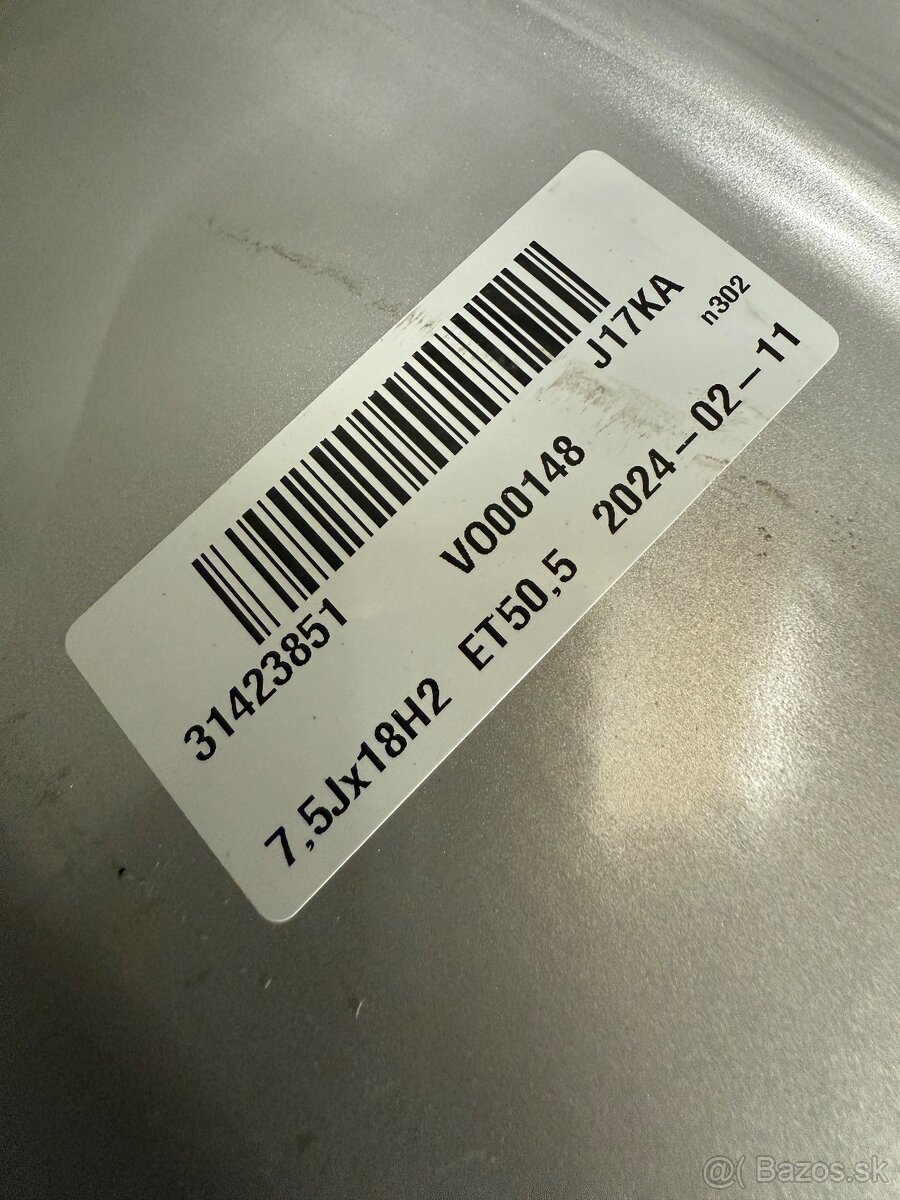 31423851 VO00148 J17KA
n302
7,5Jx18H2 ET50,5 2024-02-11
@( Bazos.sk